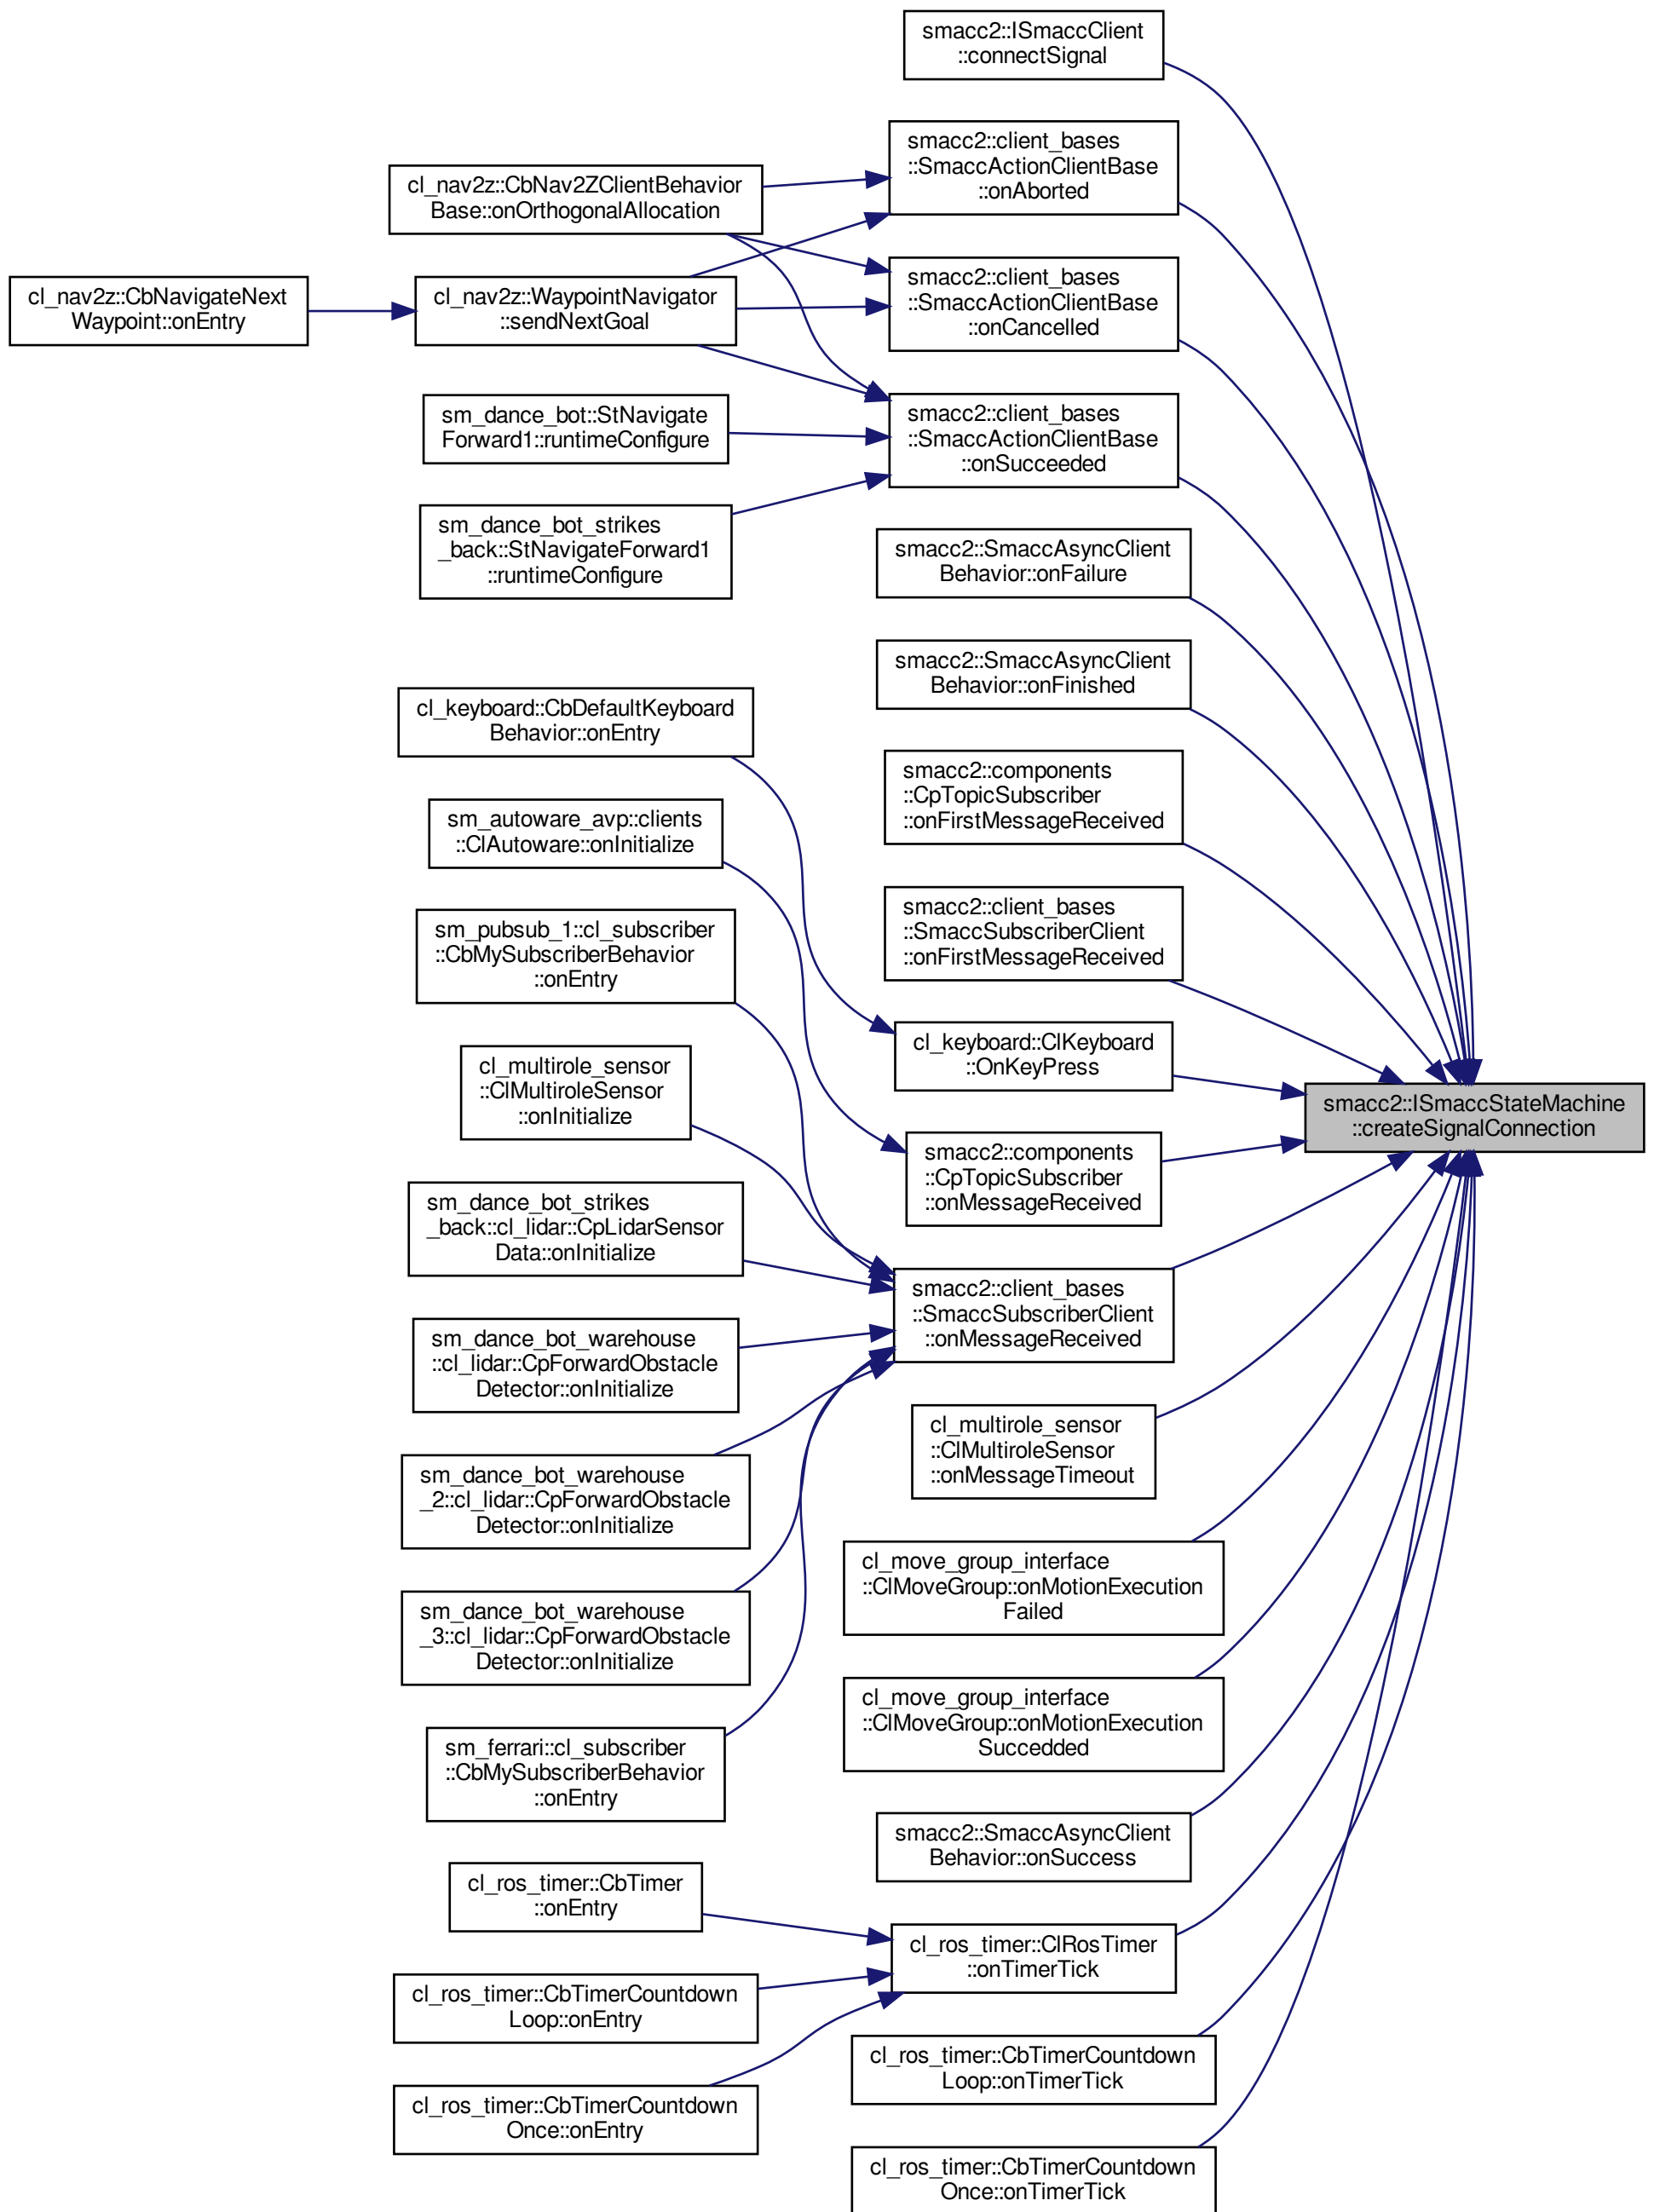 smacc2::ISmaccClient
::connectSignal
smacc2::client_bases
::SmaccActionClientBase
::onAborted
cl_nav2z::CbNav2ZClientBehavior
Base::onOrthogonalAllocation
smacc2::client_bases
::SmaccActionClientBase
::onCancelled
cl_nav2z::CbNavigateNext
Waypoint::onEntry
cl_nav2z::WaypointNavigator
::sendNextGoal
smacc2::client_bases
::SmaccActionClientBase
::onSucceeded
sm_dance_bot::StNavigate
Forward1::runtimeConfigure
sm_dance_bot_strikes
_back::StNavigateForward1
::runtimeConfigure
smacc2::SmaccAsyncClient
Behavior::onFailure
smacc2::SmaccAsyncClient
Behavior::onFinished
cl_keyboard::CbDefaultKeyboard
Behavior::onEntry
smacc2::components
::CpTopicSubscriber
::onFirstMessageReceived
sm_autoware_avp::clients
::ClAutoware::onInitialize
smacc2::client_bases
::SmaccSubscriberClient
::onFirstMessageReceived
sm_pubsub_1::cl_subscriber
::CbMySubscriberBehavior
::onEntry
cl_keyboard::ClKeyboard
::OnKeyPress
cl_multirole_sensor
::ClMultiroleSensor
::onInitialize
smacc2::ISmaccStateMachine
::createSignalConnection
smacc2::components
::CpTopicSubscriber
::onMessageReceived
sm_dance_bot_strikes
_back::cl_lidar::CpLidarSensor
Data::onInitialize
smacc2::client_bases
::SmaccSubscriberClient
::onMessageReceived
sm_dance_bot_warehouse
::cl_lidar::CpForwardObstacle
Detector::onInitialize
cl_multirole_sensor
::ClMultiroleSensor
::onMessageTimeout
sm_dance_bot_warehouse
_2::cl_lidar::CpForwardObstacle
Detector::onInitialize
cl_move_group_interface
::ClMoveGroup::onMotionExecution
Failed
sm_dance_bot_warehouse
_3::cl_lidar::CpForwardObstacle
Detector::onInitialize
cl_move_group_interface
::ClMoveGroup::onMotionExecution
Succedded
sm_ferrari::cl_subscriber
::CbMySubscriberBehavior
::onEntry
smacc2::SmaccAsyncClient
Behavior::onSuccess
cl_ros_timer::CbTimer
::onEntry
cl_ros_timer::ClRosTimer
::onTimerTick
cl_ros_timer::CbTimerCountdown
Loop::onEntry
cl_ros_timer::CbTimerCountdown
Loop::onTimerTick
cl_ros_timer::CbTimerCountdown
Once::onEntry
cl_ros_timer::CbTimerCountdown
Once::onTimerTick